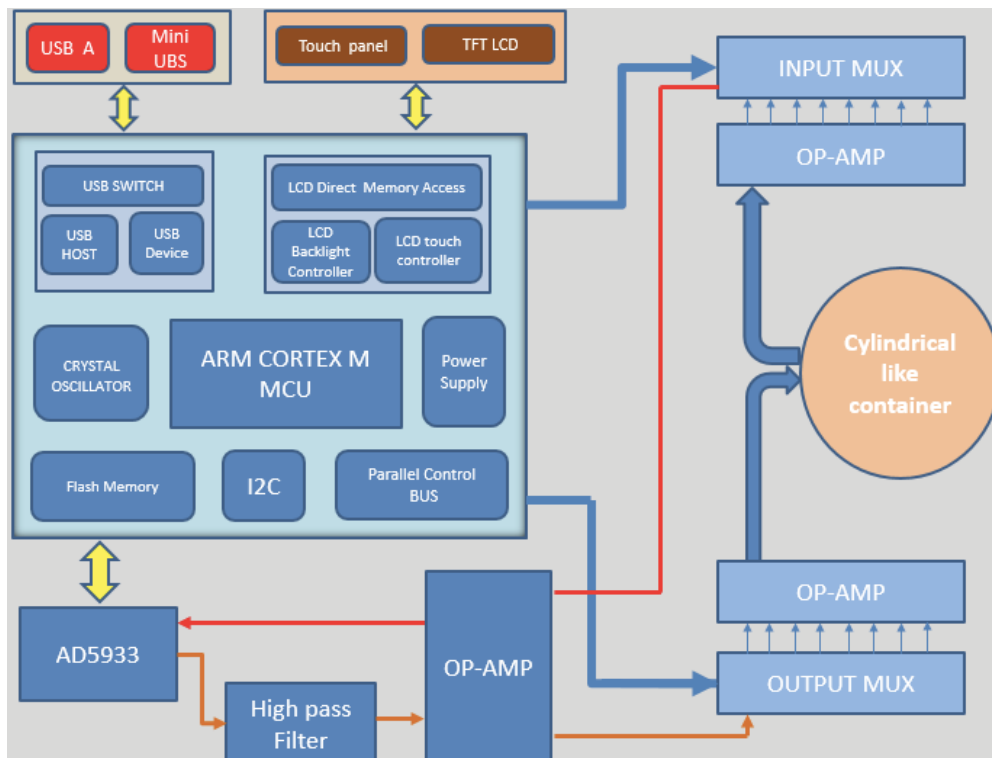 USB A
Mini
UBS
Touch panel
TFT LCD
INPUT MUX
OP-AMP
USB SWITCH
USB
HOST
USB
Device
LCD Direct Memory Access
LCD
Backlight
Controller
LCD touch
controller
CRYSTAL
OSCILLATOR
ARM CORTEX M
MCU
Power
Supply
Cylindrical
like
container
Flash Memory
I2C
Parallel Control
BUS
AD5933
High pass
Filter
OP-AMP
OP-AMP
OUTPUT MUX